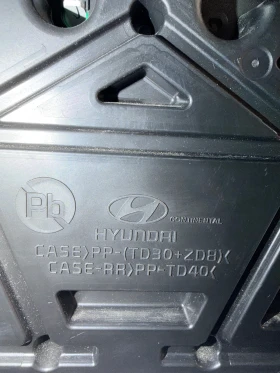 Pb
CONTINENTAL
HYUNDAI
CASE>PP-(TD30+ZD8)<
CASE-RR>PP-TD40<